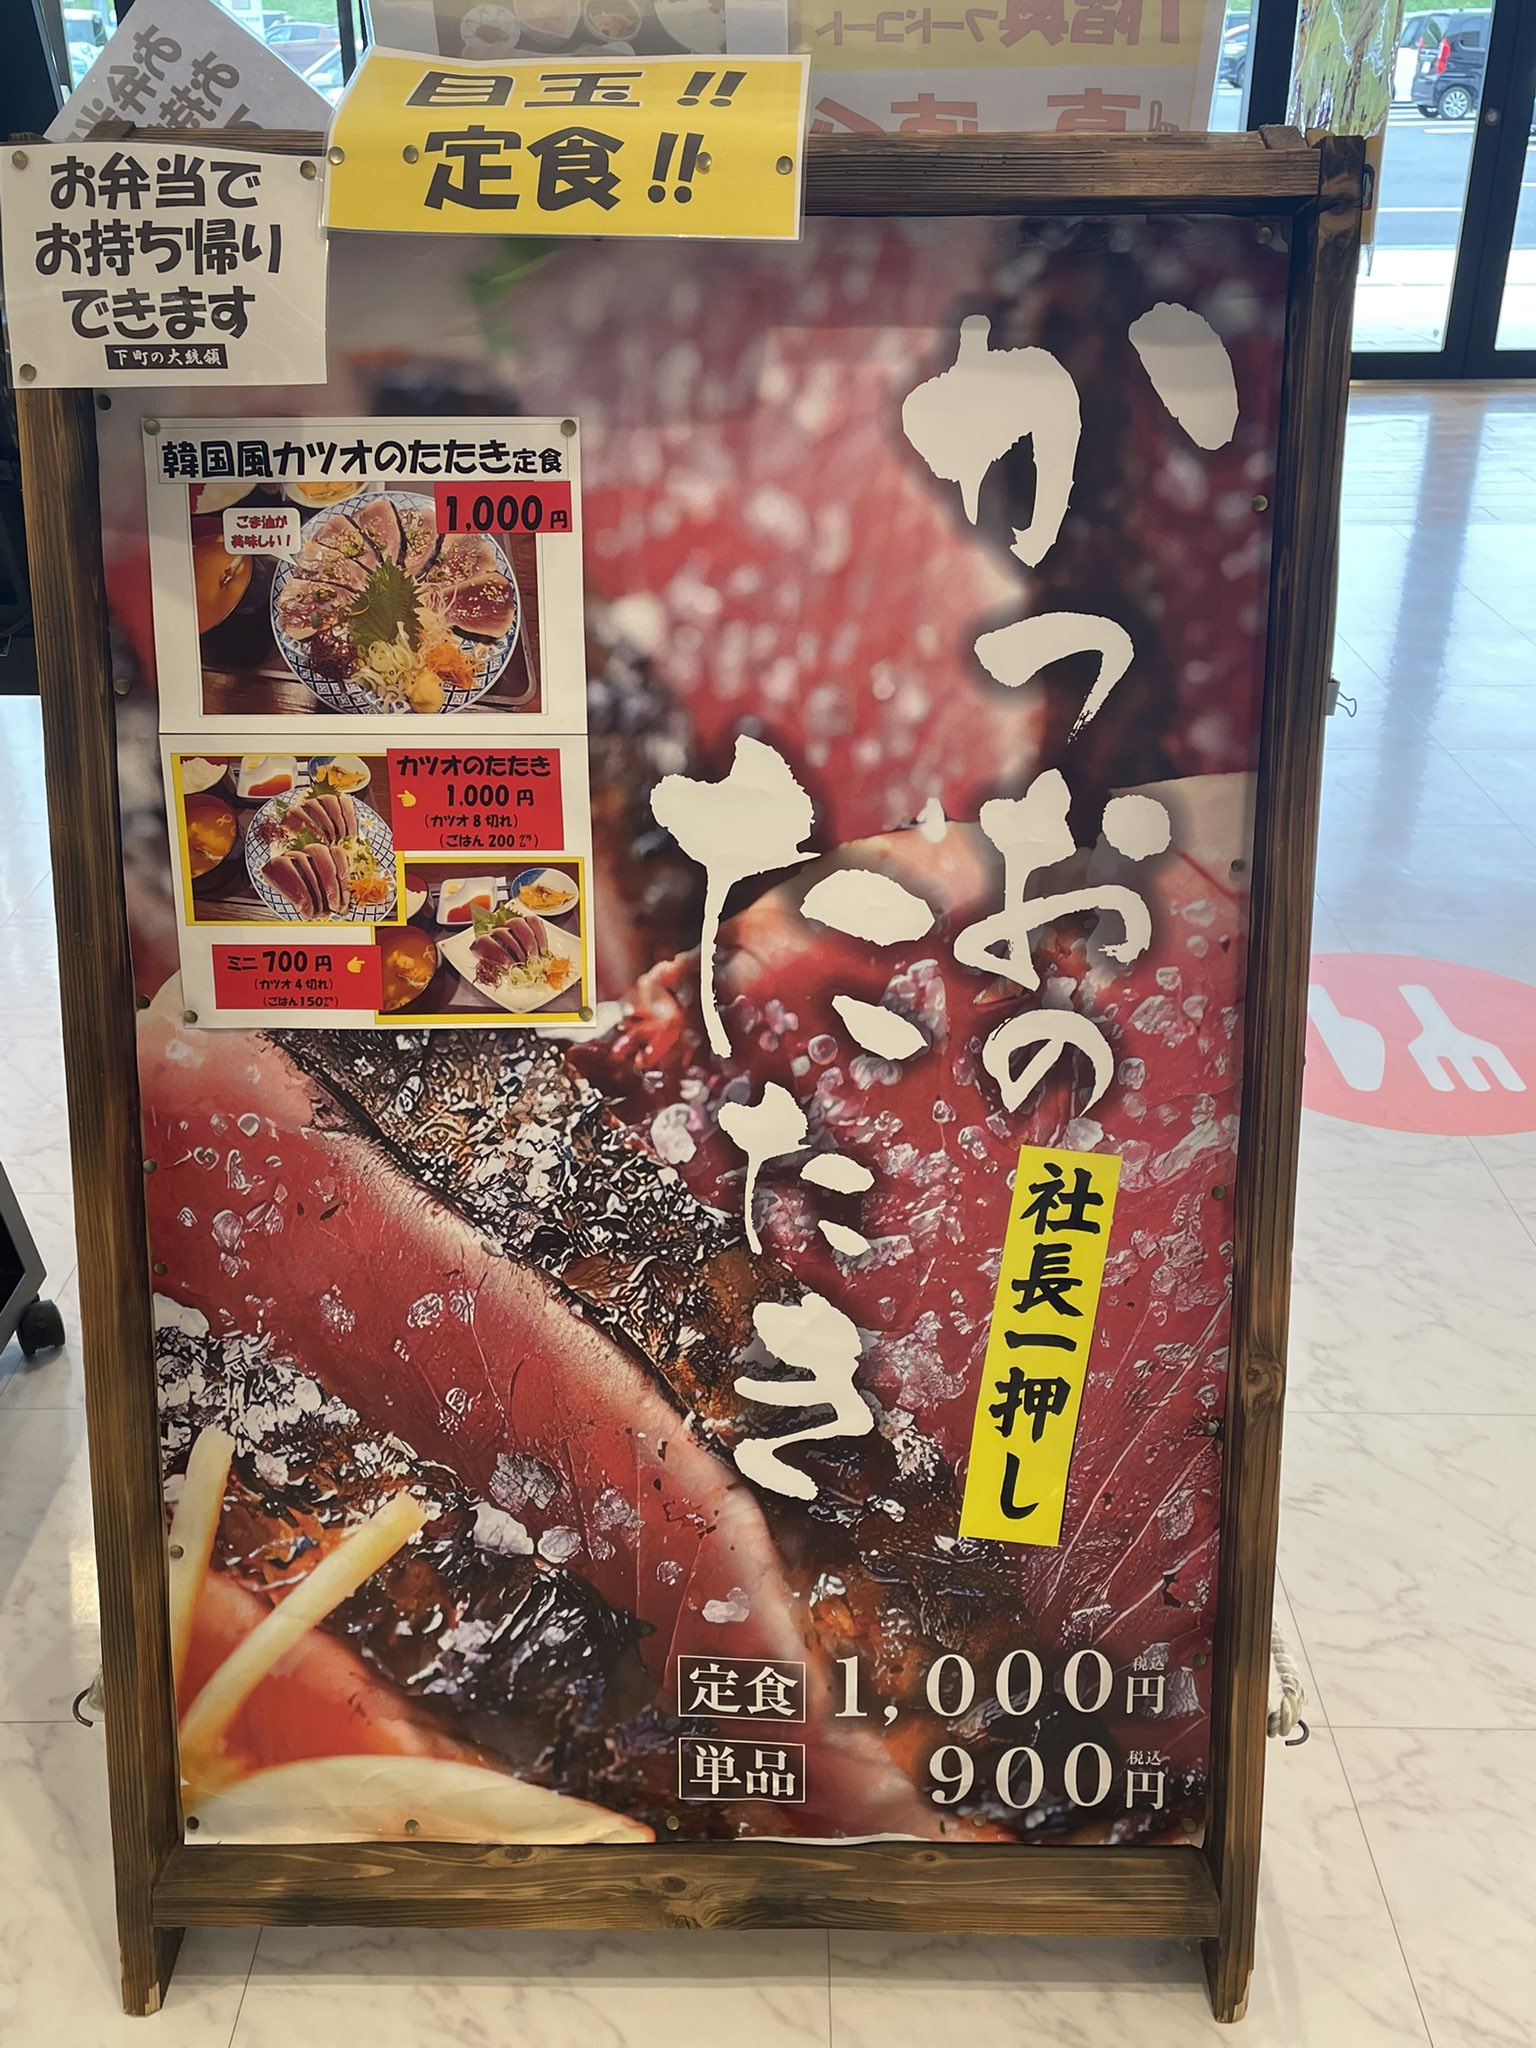 目玉!!
定食!!
お弁当で
お持ち帰り
できます
下町の大統領
韓国風カツオのたたき定食
1,000円
ごま油が
美味しい!
カツオのたたき
1,000円
(カツオ8切れ)
(ごはん200㌘)
ミニ700円
(カツオ4切れ)
(ごはん150㌘)
かつおの
たたき
社長一押し
定食 1,000円 税込
単品 900円 税込